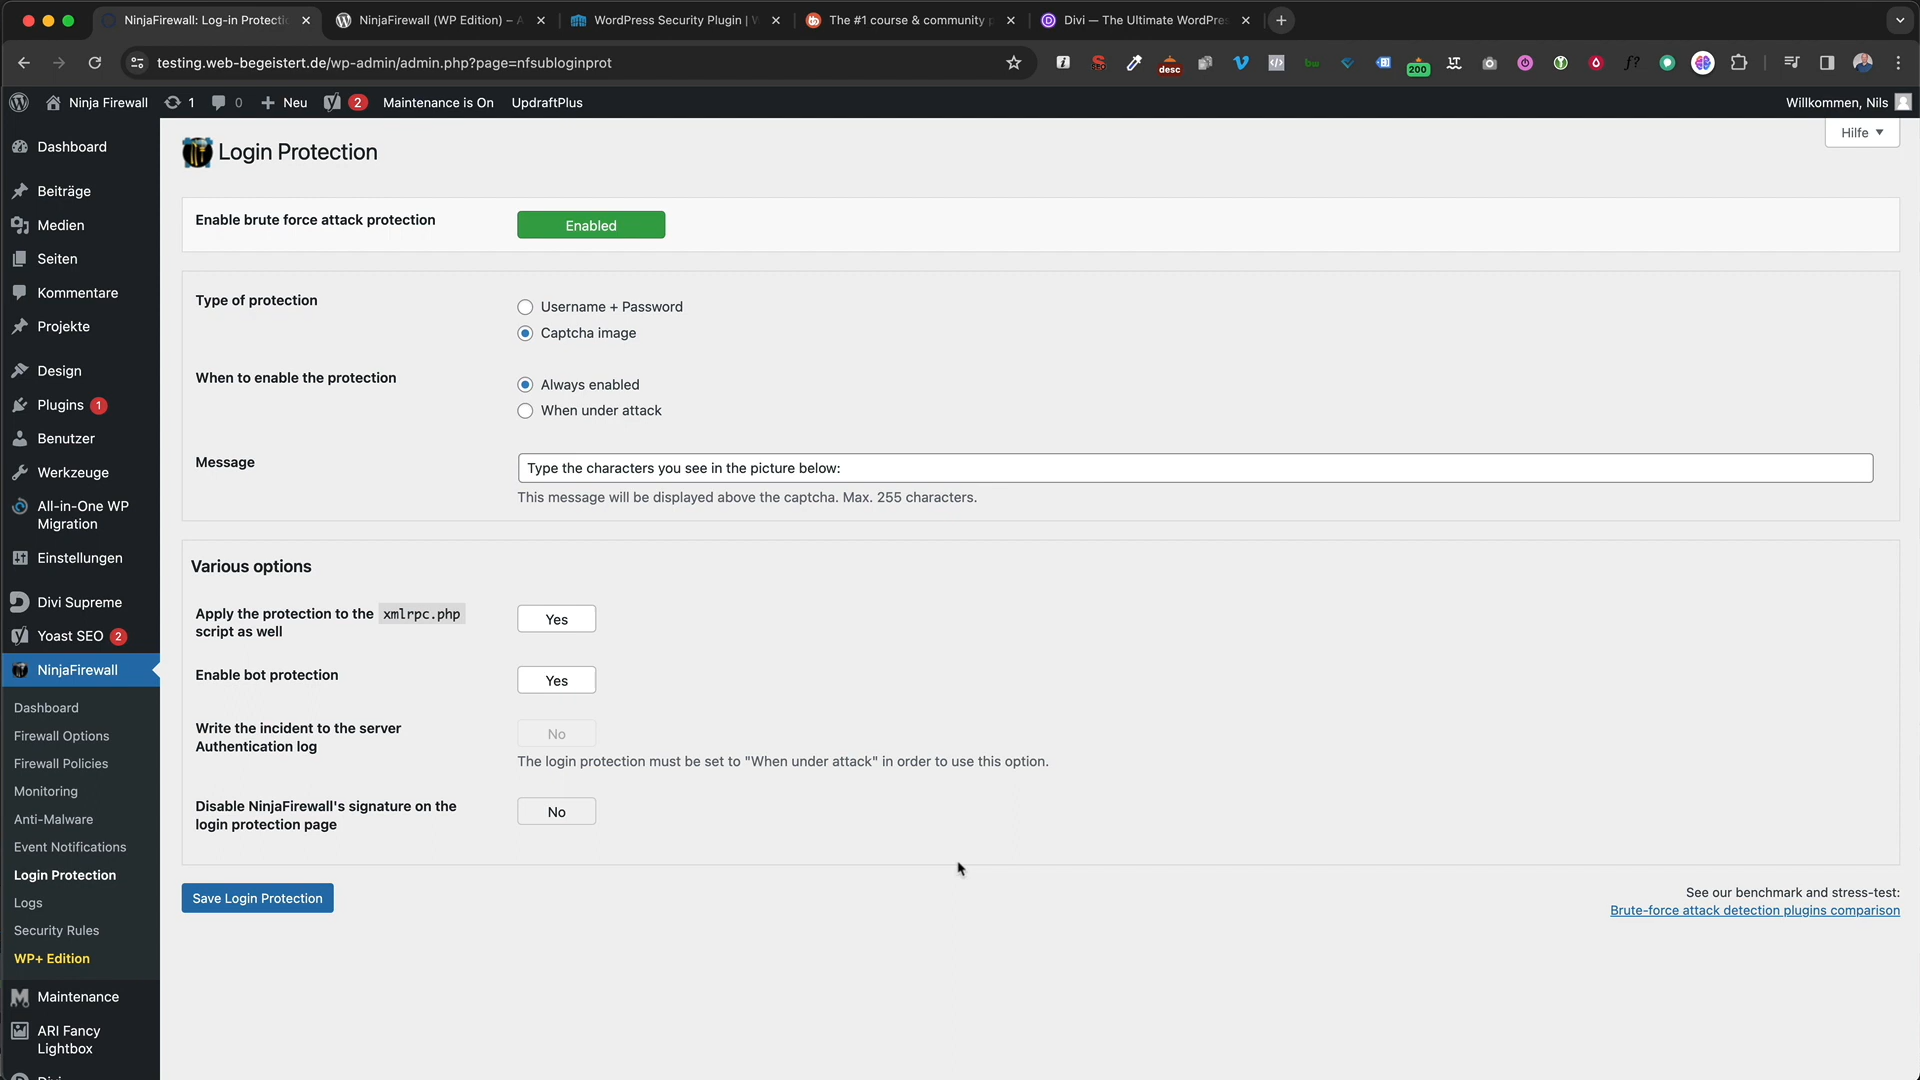 NinjaFirewall: Log-in Protectio
NinjaFirewall (WP Edition) – A
WordPress Security Plugin | W
The #1 course & community p
Divi — The Ultimate WordPres
testing.web-begeistert.de/wp-admin/admin.php?page=nfsubloginprot
desc
200
Ninja Firewall
1
0
Neu
2
Maintenance is On
UpdraftPlus
Willkommen, Nils
Hilfe
Dashboard
Beiträge
Medien
Seiten
Kommentare
Projekte
Design
Plugins 1
Benutzer
Werkzeuge
All-in-One WP
Migration
Einstellungen
Divi Supreme
Yoast SEO 2
NinjaFirewall
Dashboard
Firewall Options
Firewall Policies
Monitoring
Anti-Malware
Event Notifications
Login Protection
Logs
Security Rules
WP+ Edition
Maintenance
ARI Fancy
Lightbox
Login Protection
Enable brute force attack protection
Enabled
Type of protection
Username + Password
Captcha image
When to enable the protection
Always enabled
When under attack
Message
Type the characters you see in the picture below:
This message will be displayed above the captcha. Max. 255 characters.
Various options
Apply the protection to the xmlrpc.php
script as well
Yes
Enable bot protection
Yes
Write the incident to the server
Authentication log
No
The login protection must be set to "When under attack" in order to use this option.
Disable NinjaFirewall's signature on the
login protection page
No
Save Login Protection
See our benchmark and stress-test:
Brute-force attack detection plugins comparison